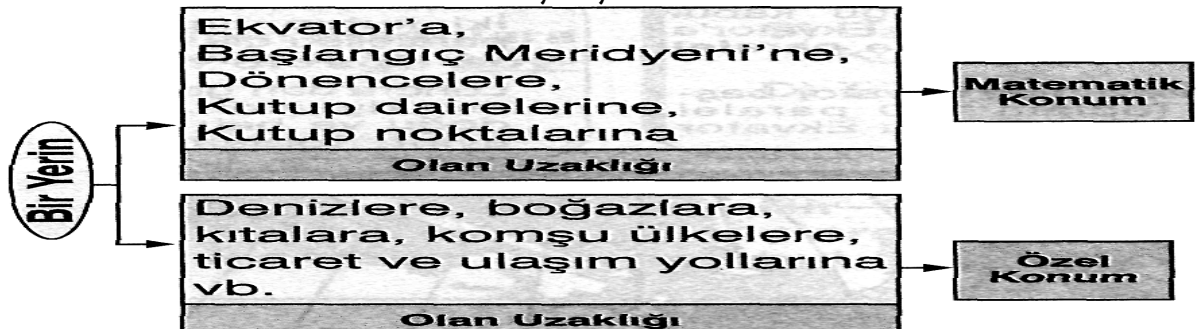 Ekvator'a,
Başlangıç Meridyeni'ne,
Dönencelere,
Kutup dairelerine,
Kutup noktalarına
Olan Uzaklığı
Matematik
Konum
Bir Yerin
Denizlere, boğazlara,
kıtalara, komşu ülkelere,
ticaret ve ulaşım yollarına
vb.
Olan Uzaklığı
Özel
Konum